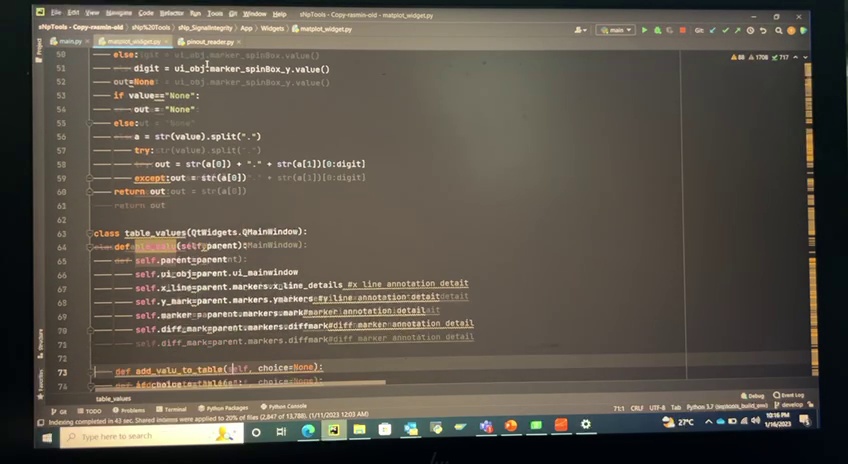 File Edit View Navigate Code Refactor Run Tools Git Window Help sNpTools - Copy-rasmin-old - matplot_widget.py
sNpTools - Copy-rasmin-old sNp%20Tools sNp_SignalIntegrity App Widgets matplot_widget.py
main
Git:
main.py matplot_widget.py pinout_reader.py
Project
88 1708 717
50 else:
51 digit = ui_obj.marker_spinBox_y.value()
52 out=None
53 if value=="None":
54 out = "None"
55 else:
56 a = str(value).split(".")
57 try:
58 out = str(a[0]) + "." + str(a[1])[0:digit]
59 except:out = str(a[0])
60 return out
61
62
63 class table_values(QtWidgets.QMainWindow):
64 def (self,parent):
65 self.parent=parent
66 self.ui_obj=parent.ui_mainwindow
67 self.x_line=parent.markers.xpline_details #x line annotation detail
68 self.y_mark=parent.markers.ymarkers #y line annotation detail
69 self.marker=parent.markers.mark#marker annotation detail
70 self.diff_mark=parent.markers.diffmark#diff marker annotation detail
71
72
73 def add_valu_to_table(self, choice=None):
74
table_values
Structure
Favorites
Git TODO Problems Terminal Python Packages Python Console
Debug Event Log
Indexing completed in 43 sec. Shared indexes were applied to 20% of files (2,847 of 13,788). (1/11/2023 12:03 AM)
71:1 CRLF UTF-8 Tab Python 3.7 develop
Type here to search
27°C
10:16 PM
1/16/2023